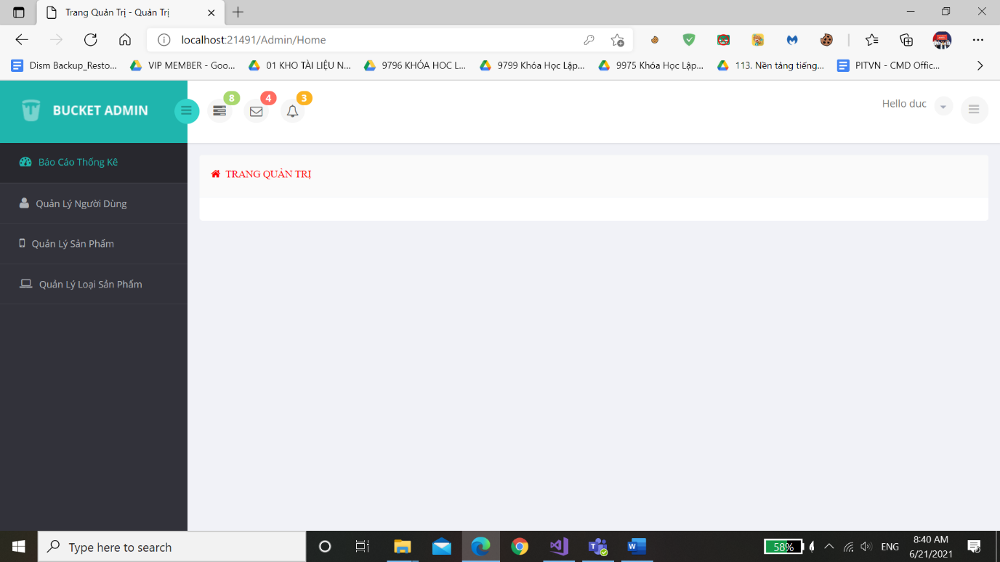 Trang Quản Trị - Quản Trị
localhost:21491/Admin/Home
Dism Backup_Resto...
VIP MEMBER - Goo...
01 KHO TÀI LIỆU N...
9796 KHÓA HOC L...
9799 Khóa Học Lập...
9975 Khóa Học Lập...
113. Nền tảng tiếng...
PITVN - CMD Offic...
BUCKET ADMIN
8
4
3
Hello duc
Báo Cáo Thống Kê
Quản Lý Người Dùng
Quản Lý Sản Phẩm
Quản Lý Loại Sản Phẩm
TRANG QUẢN TRỊ
Type here to search
58%
ENG
8:40 AM
6/21/2021